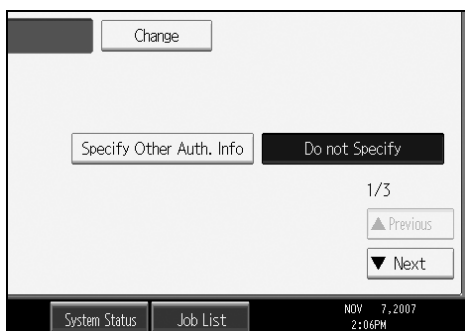 Change
Specify Other Auth. Info
Do not Specify
1/3
▲ Previous
▼ Next
System Status
Job List
NOV 7,2007
2:06PM